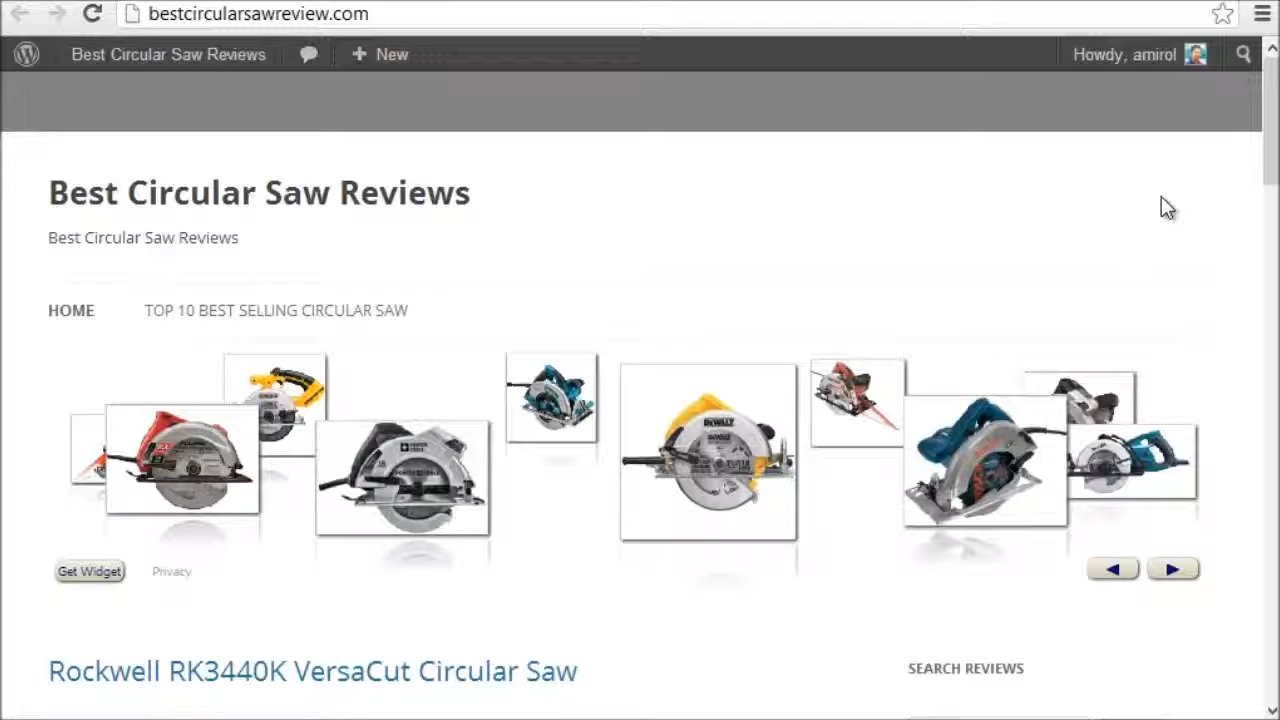 bestcircularsawreview.com
Best Circular Saw Reviews
New
Howdy, amirol
Best Circular Saw Reviews
Best Circular Saw Reviews
HOME
TOP 10 BEST SELLING CIRCULAR SAW
DEWALT
Get Widget
Privacy
Rockwell RK3440K VersaCut Circular Saw
SEARCH REVIEWS